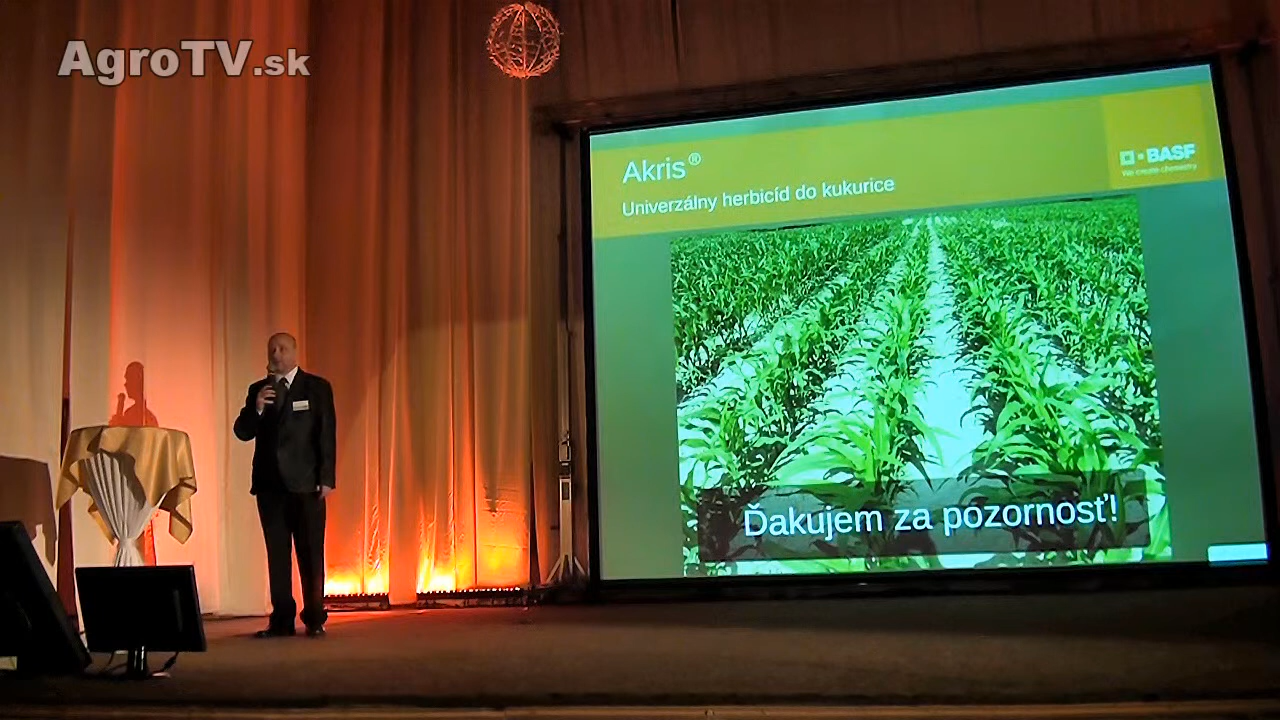 AgroTV.sk
Akris®
BASF
We create chemistry
Univerzálny herbicíd do kukurice
Ďakujem za pozornosť!